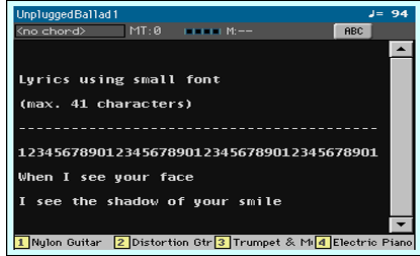 UnpluggedBallad1 ♩= 94
<no chord> MT:0 M:-- ABC
Lyrics using small font
(max. 41 characters)
-----------------------------------------
12345678901234567890123456789012345678901
When I see your face
I see the shadow of your smile
1 Nylon Guitar 2 Distortion Gtr 3 Trumpet & M 4 Electric Piano